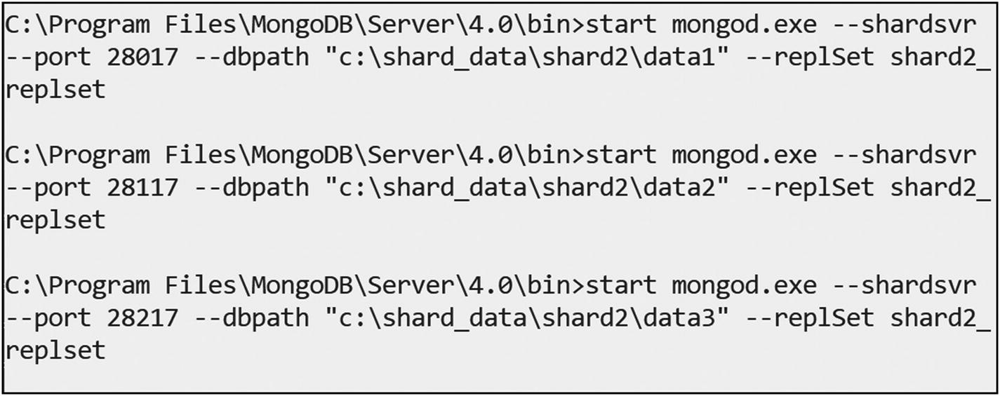 C:\Program Files\MongoDB\Server\4.0\bin>start mongod.exe --shardsvr
--port 28017 --dbpath "c:\shard_data\shard2\data1" --replSet shard2_
replset
C:\Program Files\MongoDB\Server\4.0\bin>start mongod.exe --shardsvr
--port 28117 --dbpath "c:\shard_data\shard2\data2" --replSet shard2_
replset
C:\Program Files\MongoDB\Server\4.0\bin>start mongod.exe --shardsvr
--port 28217 --dbpath "c:\shard_data\shard2\data3" --replSet shard2_
replset